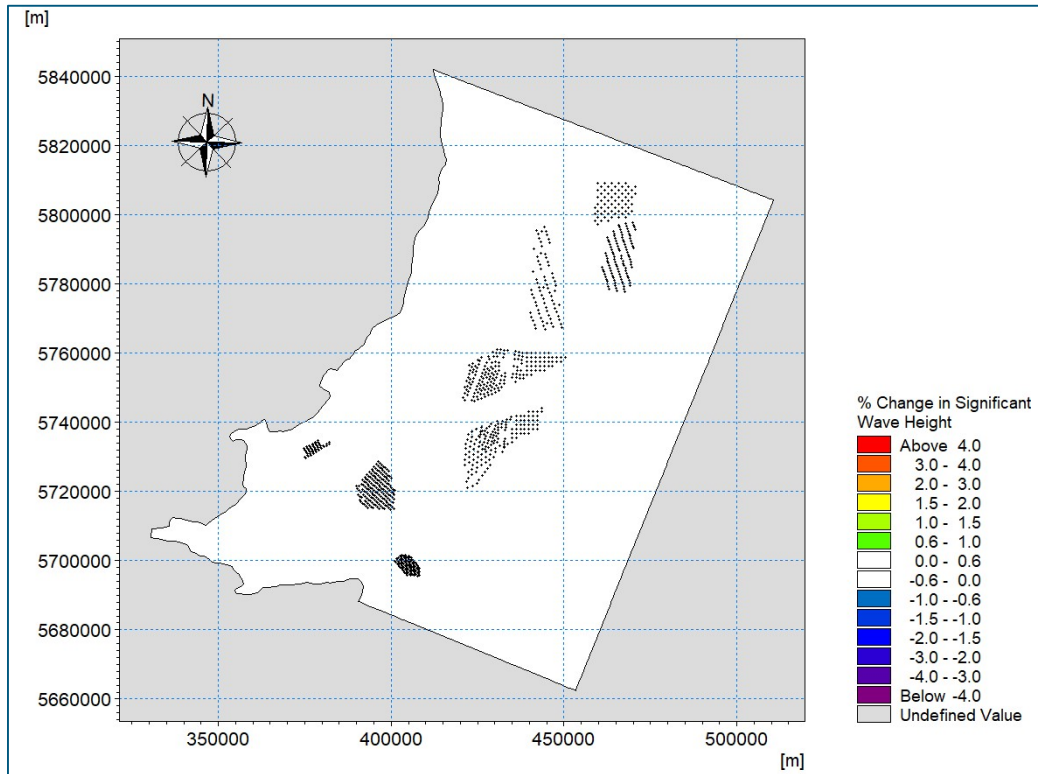 [m]
N
5840000
5820000
5800000
5780000
5760000
5740000
5720000
5700000
5680000
5660000
350000 400000 450000 500000
[m]
% Change in Significant
Wave Height
Above 4.0
3.0 - 4.0
2.0 - 3.0
1.5 - 2.0
1.0 - 1.5
0.6 - 1.0
0.0 - 0.6
-0.6 - 0.0
-1.0 - -0.6
-1.5 - -1.0
-2.0 - -1.5
-3.0 - -2.0
-4.0 - -3.0
Below -4.0
Undefined Value